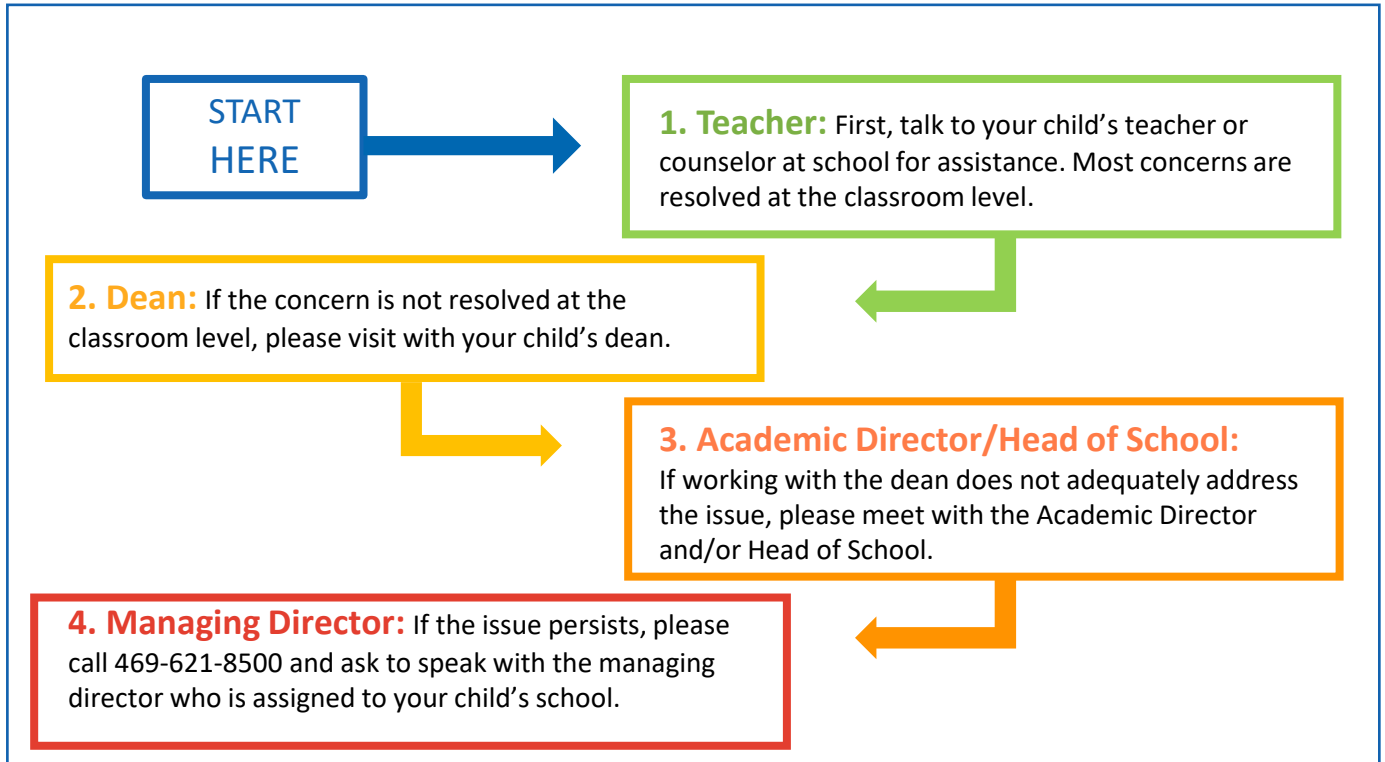 START
HERE
1. Teacher: First, talk to your child’s teacher or
counselor at school for assistance. Most concerns are
resolved at the classroom level.
2. Dean: If the concern is not resolved at the
classroom level, please visit with your child’s dean.
3. Academic Director/Head of School:
If working with the dean does not adequately address
the issue, please meet with the Academic Director
and/or Head of School.
4. Managing Director: If the issue persists, please
call 469-621-8500 and ask to speak with the managing
director who is assigned to your child’s school.